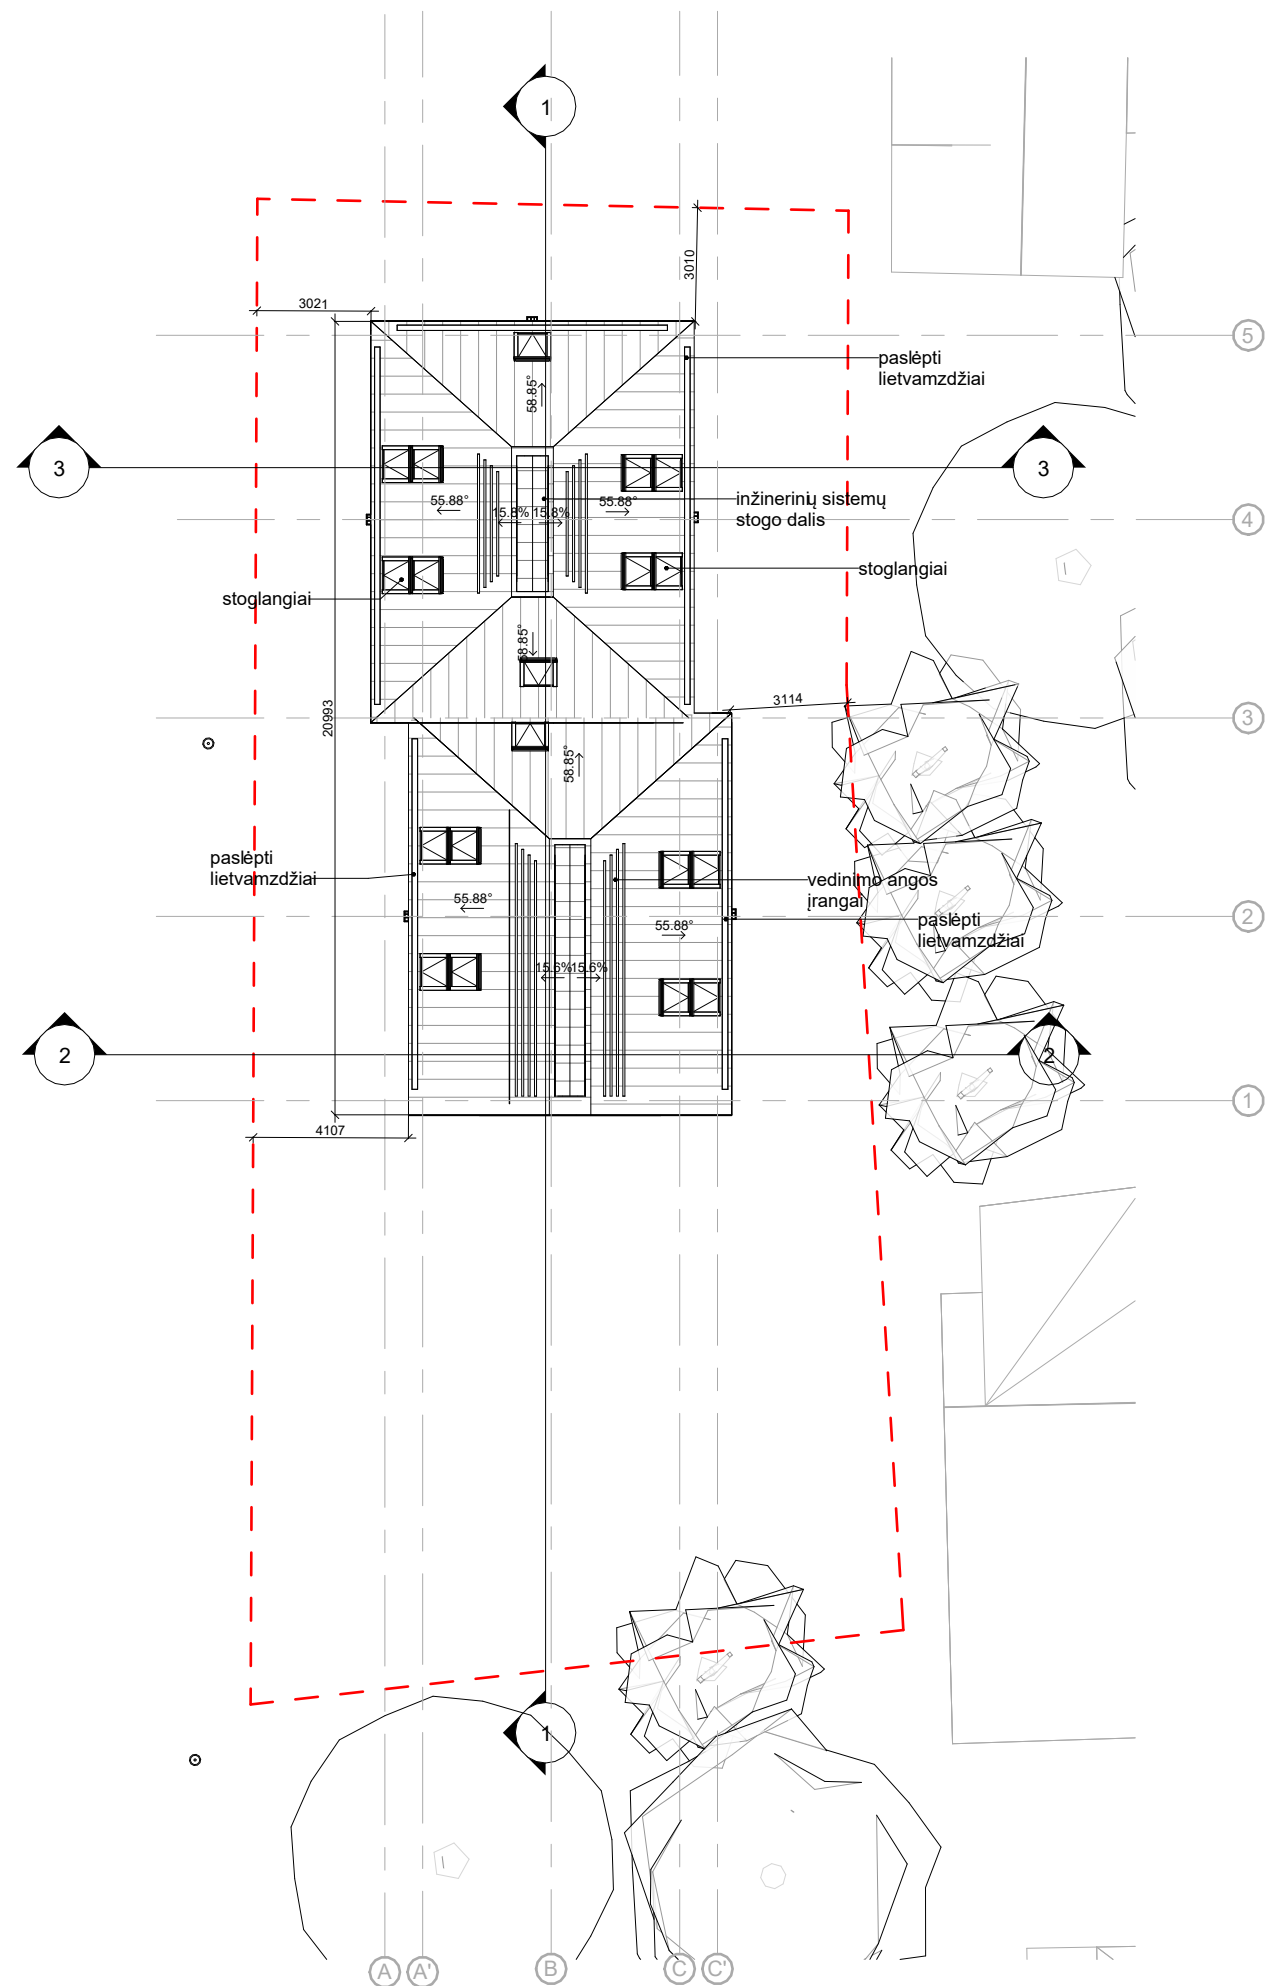 1
3010
3021
5
paslėpti
lietvamzdžiai
58.85°
3
3
inžinerinių sistemų
stogo dalis
55.88°
55.88°
15.8%
15.8%
4
stoglangiai
stoglangiai
58.85°
3114
20993
3
58.85°
paslėpti
lietvamzdžiai
vedinimo angos
įrangai
55.88°
55.88°
paslėpti
lietvamzdžiai
2
15.6%
15.6%
2
2
1
4107
1
A
A'
B
C
C'